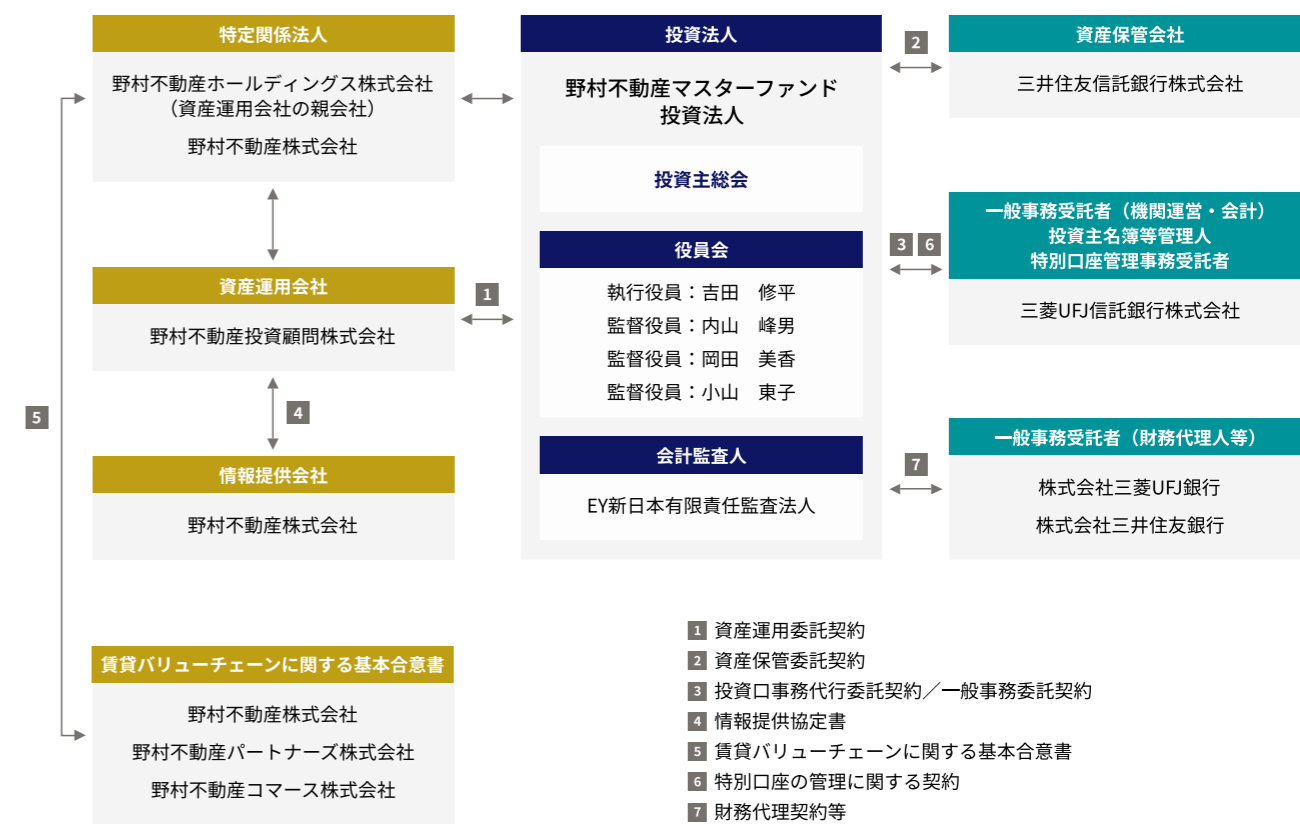 特定関係法人
野村不動産ホールディングス株式会社
（資産運用会社の親会社）
野村不動産株式会社
資産運用会社
野村不動産投資顧問株式会社
1
4
5
情報提供会社
野村不動産株式会社
賃貸バリューチェーンに関する基本合意書
野村不動産株式会社
野村不動産パートナーズ株式会社
野村不動産コマース株式会社
投資法人
野村不動産マスターファンド
投資法人
投資主総会
役員会
執行役員：吉田　修平
監督役員：内山　峰男
監督役員：岡田　美香
監督役員：小山　東子
会計監査人
EY新日本有限責任監査法人
2
資産保管会社
三井住友信託銀行株式会社
3 6
一般事務受託者（機関運営・会計）
投資主名簿等管理人
特別口座管理事務受託者
三菱UFJ信託銀行株式会社
7
一般事務受託者（財務代理人等）
株式会社三菱UFJ銀行
株式会社三井住友銀行
1 資産運用委託契約
2 資産保管委託契約
3 投資口事務代行委託契約／一般事務委託契約
4 情報提供協定書
5 賃貸バリューチェーンに関する基本合意書
6 特別口座の管理に関する契約
7 財務代理契約等